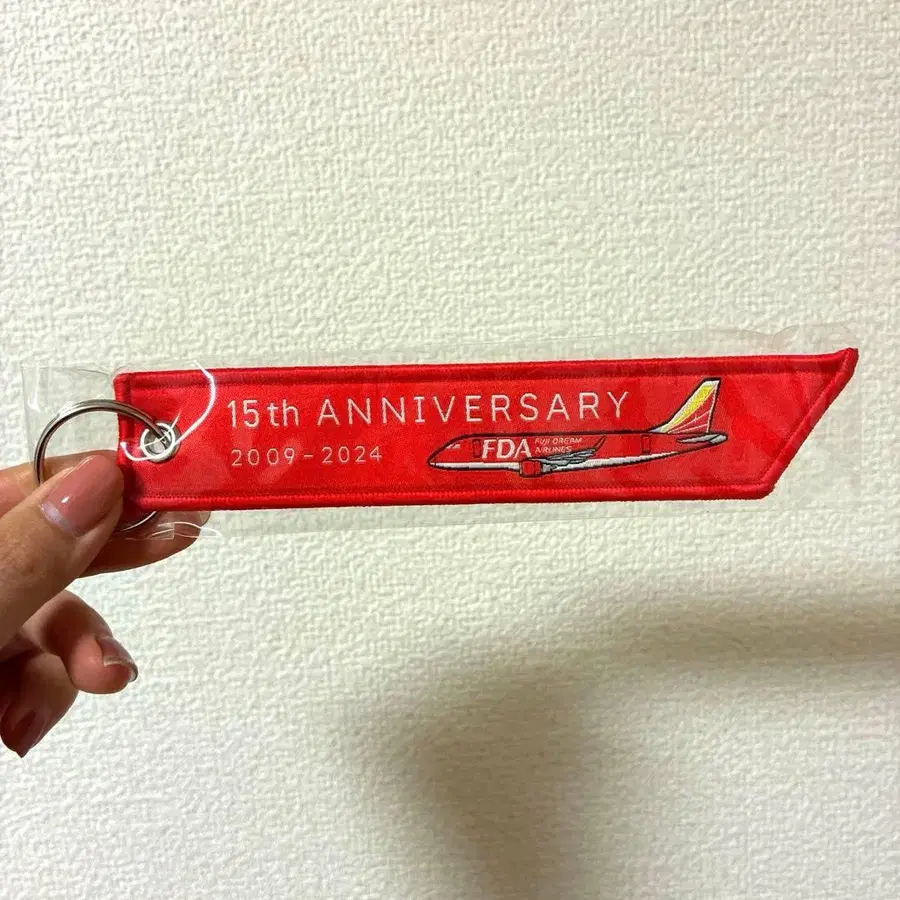 15th ANNIVERSARY
2009-2024
FDA FUJI DREAM
AIRLINES